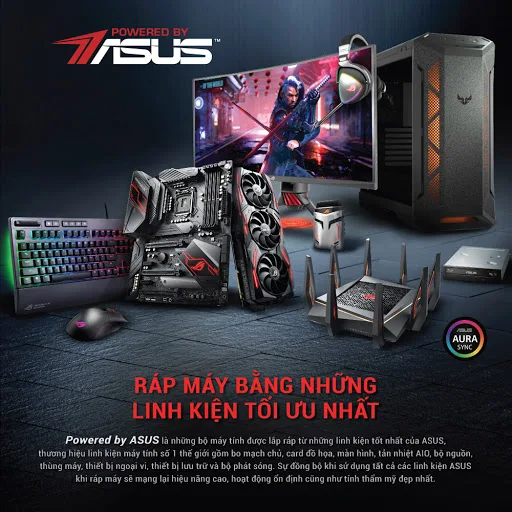 POWERED BY
ASUS™
ASUS
AURA
SYNC
RÁP MÁY BẰNG NHỮNG
LINH KIỆN TỐI ƯU NHẤT
Powered by ASUS là những bộ máy tính được lắp ráp từ những linh kiện tốt nhất của ASUS,
thương hiệu linh kiện máy tính số 1 thế giới gồm bo mạch chủ, card đồ họa, màn hình, tản nhiệt AIO, bộ nguồn,
thùng máy, thiết bị ngoại vi, thiết bị lưu trữ và bộ phát sóng. Sự đồng bộ khi sử dụng tất cả các linh kiện ASUS
khi ráp máy sẽ mạng lại hiệu năng cao, hoạt động ổn định cũng như tính thẩm mỹ đẹp nhất.